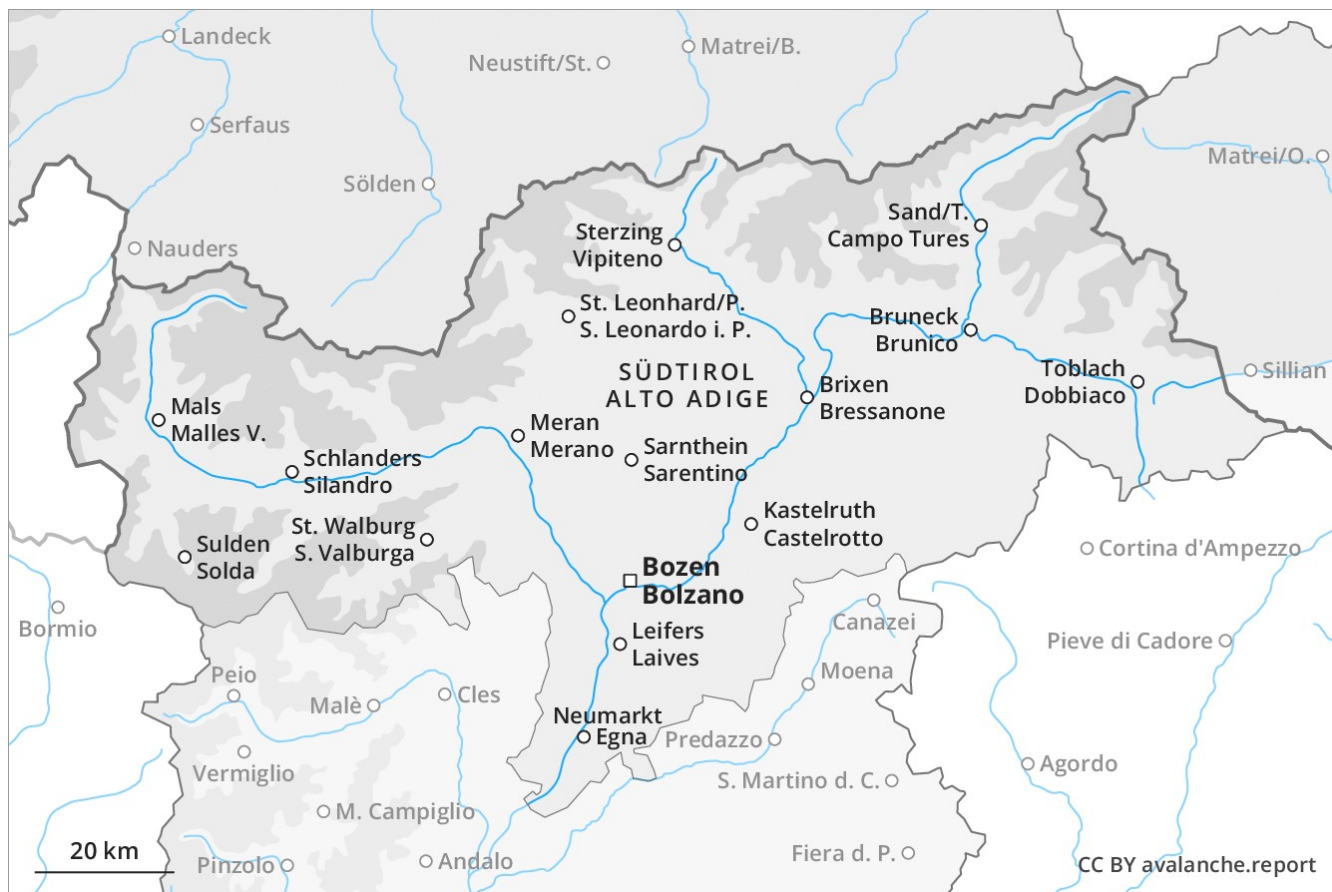 Landeck
Matrei/B.
Neustift/St.
Serfaus
Matrei/O.
Sölden
Sand/T.
Campo Tures
Sterzing
Vipiteno
Nauders
St. Leonhard/P.
S. Leonardo i. P.
Bruneck
Brunico
SÜDTIROL
ALTO ADIGE
Toblach
Dobbiaco
Sillian
Brixen
Bressanone
Mals
Malles V.
Meran
Merano
Sarnthein
Sarentino
Schlanders
Silandro
Kastelruth
Castelrotto
St. Walburg
S. Valburga
Sulden
Solda
Cortina d'Ampezzo
Bozen
Bolzano
Bormio
Canazei
Leifers
Laives
Pieve di Cadore
Peio
Moena
Malè
Cles
Neumarkt
Egna
Predazzo
Vermiglio
Agordo
S. Martino d. C.
M. Campiglio
20 km
Pinzolo
Andalo
Fiera d. P.
CC BY avalanche.report